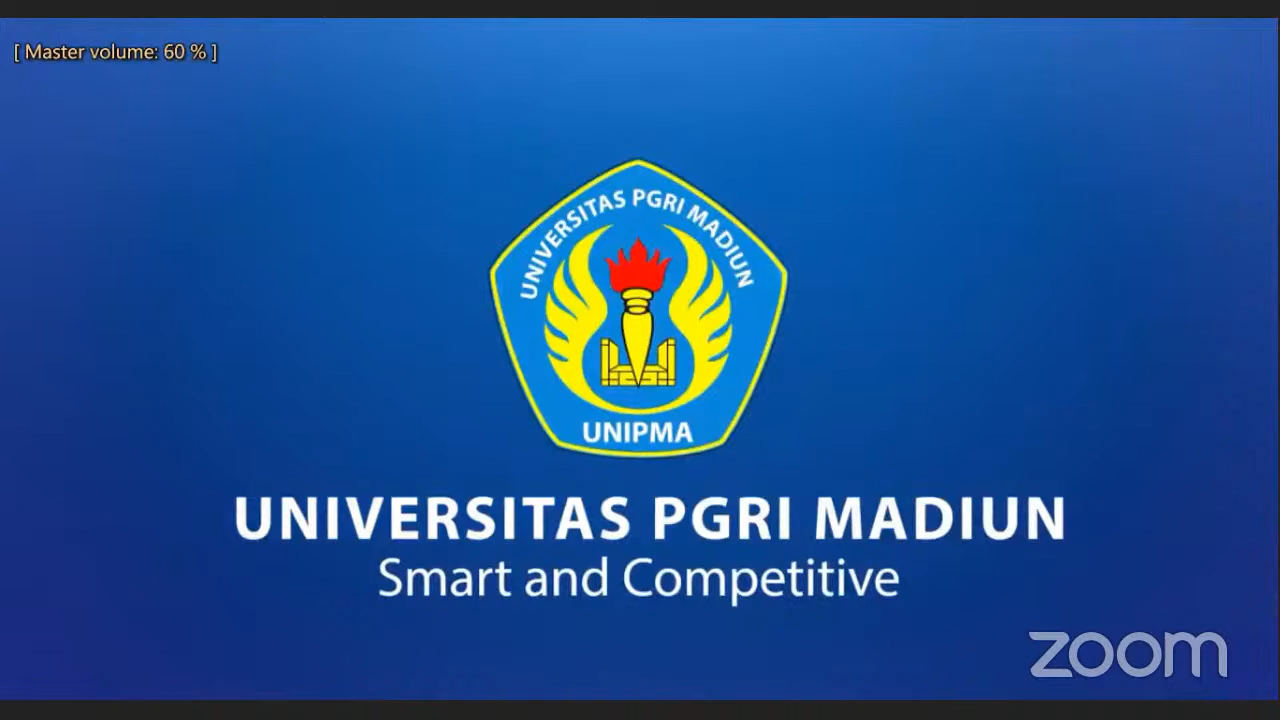 [ Master volume: 60 % ]
UNIVERSITAS PGRI MADIUN
UNIPMA
UNIVERSITAS PGRI MADIUN
Smart and Competitive
zoom